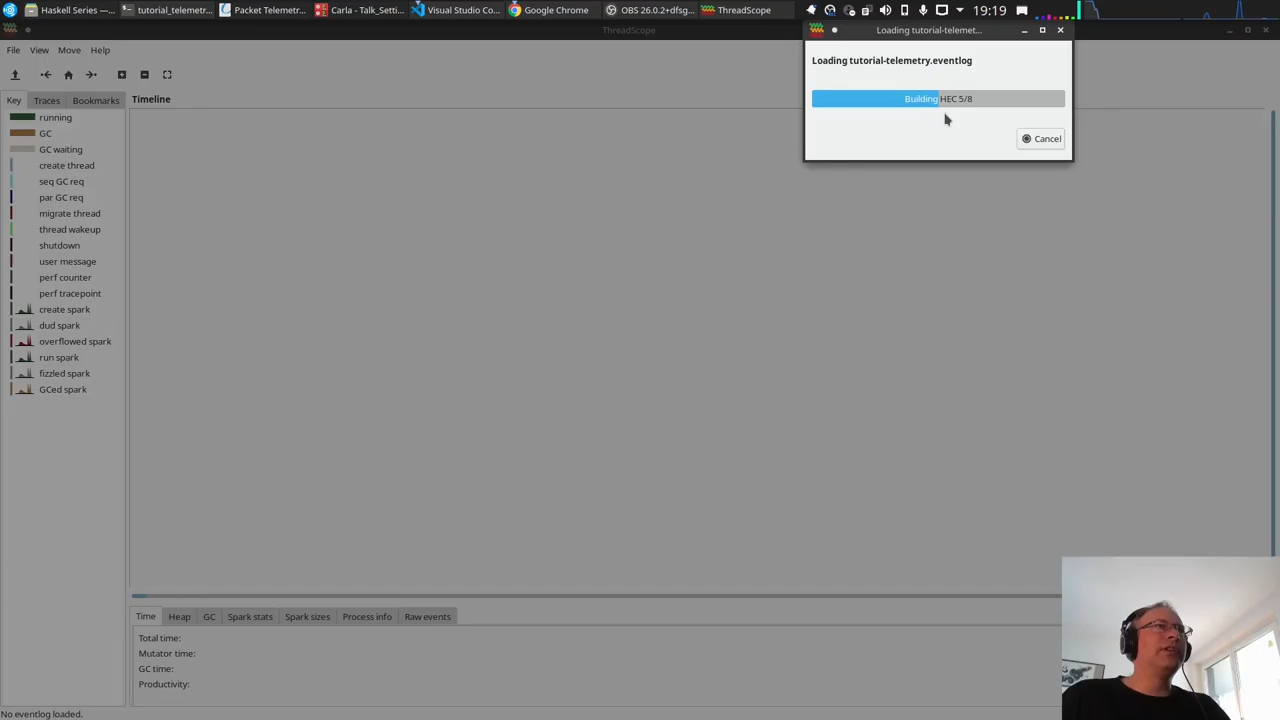 Haskell Series —...
tutorial_telemetr...
Packet Telemetr...
Carla - Talk_Setti...
Visual Studio Co...
Google Chrome
OBS 26.0.2+dfsg...
ThreadScope
19:19
ThreadScope
Loading tutorial-telemet...
File View Move Help
Loading tutorial-telemetry.eventlog
Building HEC 5/8
Cancel
Key Traces Bookmarks
Timeline
running
GC
GC waiting
create thread
seq GC req
par GC req
migrate thread
thread wakeup
shutdown
user message
perf counter
perf tracepoint
create spark
dud spark
overflowed spark
run spark
fizzled spark
GCed spark
Time Heap GC Spark stats Spark sizes Process info Raw events
Total time:
Mutator time:
GC time:
Productivity:
No eventlog loaded.